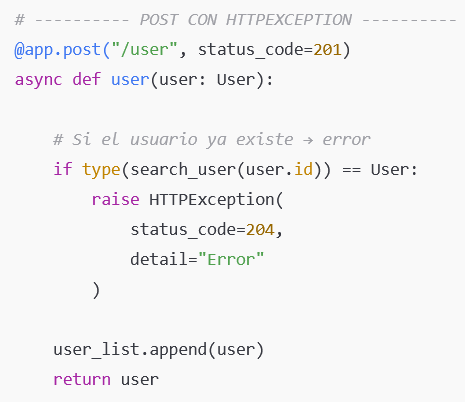 # ---------- POST CON HTTPEXCEPTION ----------
@app.post("/user", status_code=201)
async def user(user: User):
    # Si el usuario ya existe → error
    if type(search_user(user.id)) == User:
        raise HTTPException(
            status_code=204,
            detail="Error"
        )
    user_list.append(user)
    return user